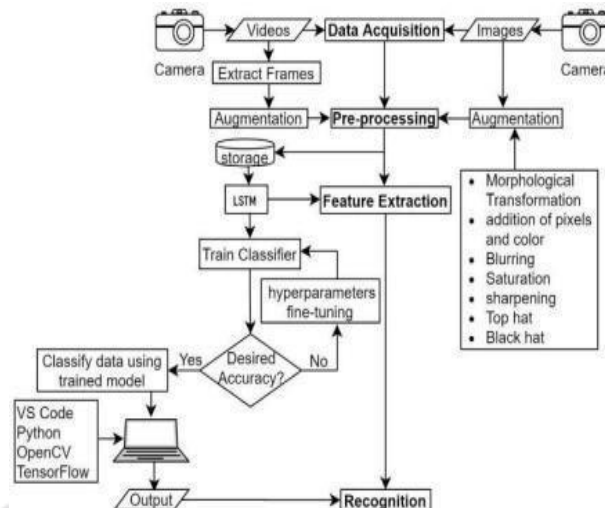 Videos
Data Acquisition
Images
Camera
Camera
Extract Frames
Augmentation
Pre-processing
Augmentation
storage
LSTM
Feature Extraction
Morphological
Transformation
addition of pixels
and color
Blurring
Saturation
sharpening
Top hat
Black hat
Train Classifier
hyperparameters
fine-tuning
Desired
Accuracy?
Yes
No
Classify data using
trained model
VS Code
Python
OpenCV
TensorFlow
Output
Recognition